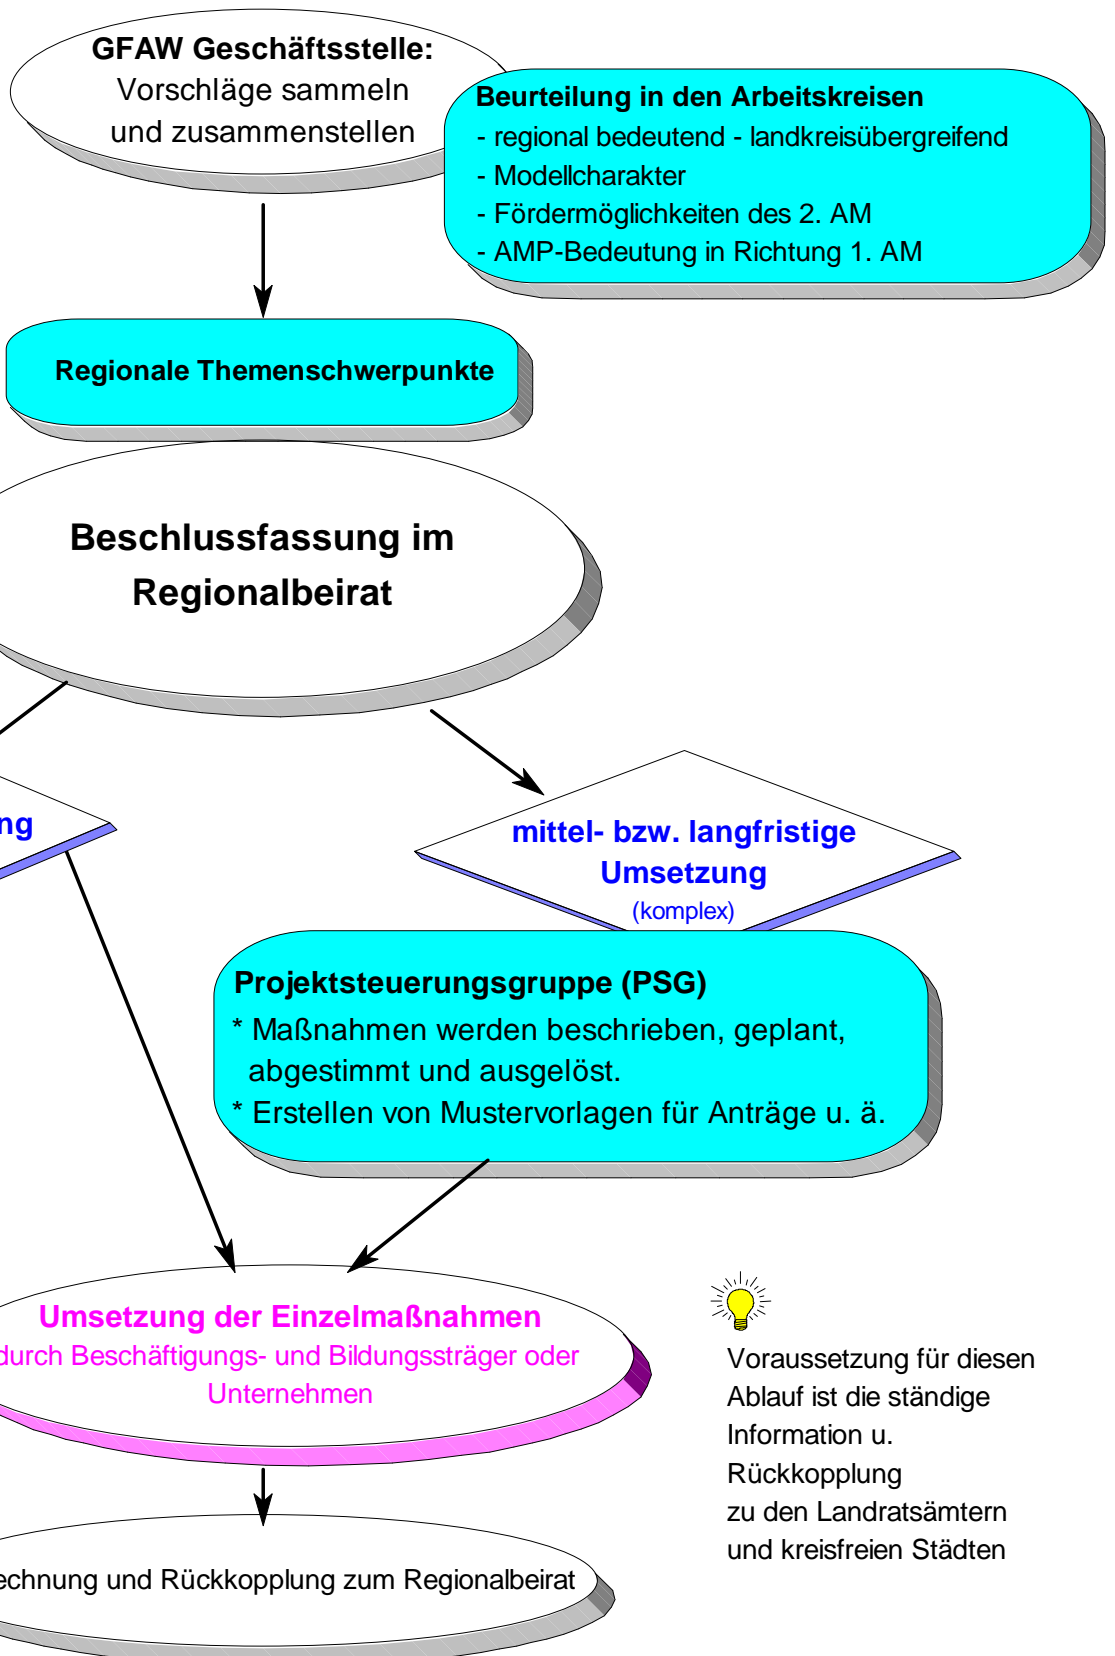 GFAW Geschäftsstelle:
Vorschläge sammeln
und zusammenstellen
Beurteilung in den Arbeitskreisen
- regional bedeutend - landkreisübergreifend
- Modellcharakter
- Fördermöglichkeiten des 2. AM
- AMP-Bedeutung in Richtung 1. AM
Regionale Themenschwerpunkte
Beschlussfassung im
Regionalbeirat
ng
mittel- bzw. langfristige
Umsetzung
(komplex)
Projektsteuerungsgruppe (PSG)
* Maßnahmen werden beschrieben, geplant,
abgestimmt und ausgelöst.
* Erstellen von Mustervorlagen für Anträge u. ä.
Umsetzung der Einzelmaßnahmen
durch Beschäftigungs- und Bildungssträger oder
Unternehmen
Voraussetzung für diesen
Ablauf ist die ständige
Information u.
Rückkopplung
zu den Landratsämtern
und kreisfreien Städten
echnung und Rückkopplung zum Regionalbeirat